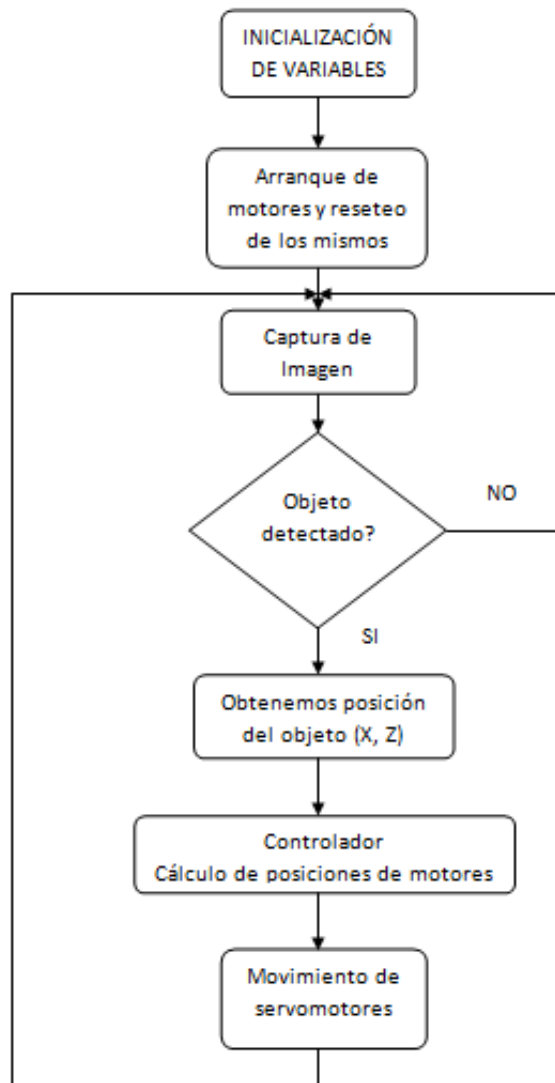 INICIALIZACIÓN
DE VARIABLES
Arranque de
motores y reseteo
de los mismos
Captura de
Imagen
Objeto
detectado?
NO
SI
Obtenemos posición
del objeto (X, Z)
Controlador
Cálculo de posiciones de motores
Movimiento de
servomotores